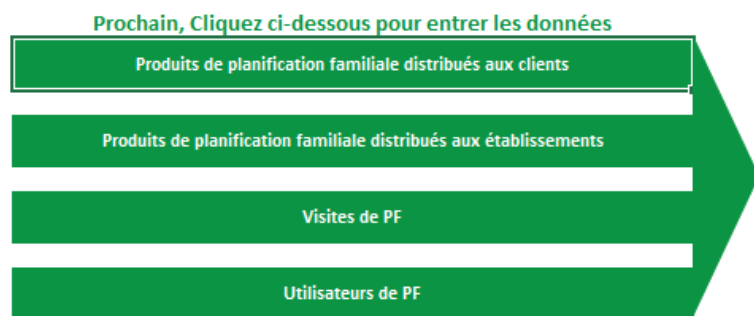 Prochain, Cliquez ci-dessous pour entrer les données
Produits de planification familiale distribués aux clients
Produits de planification familiale distribués aux établissements
Visites de PF
Utilisateurs de PF